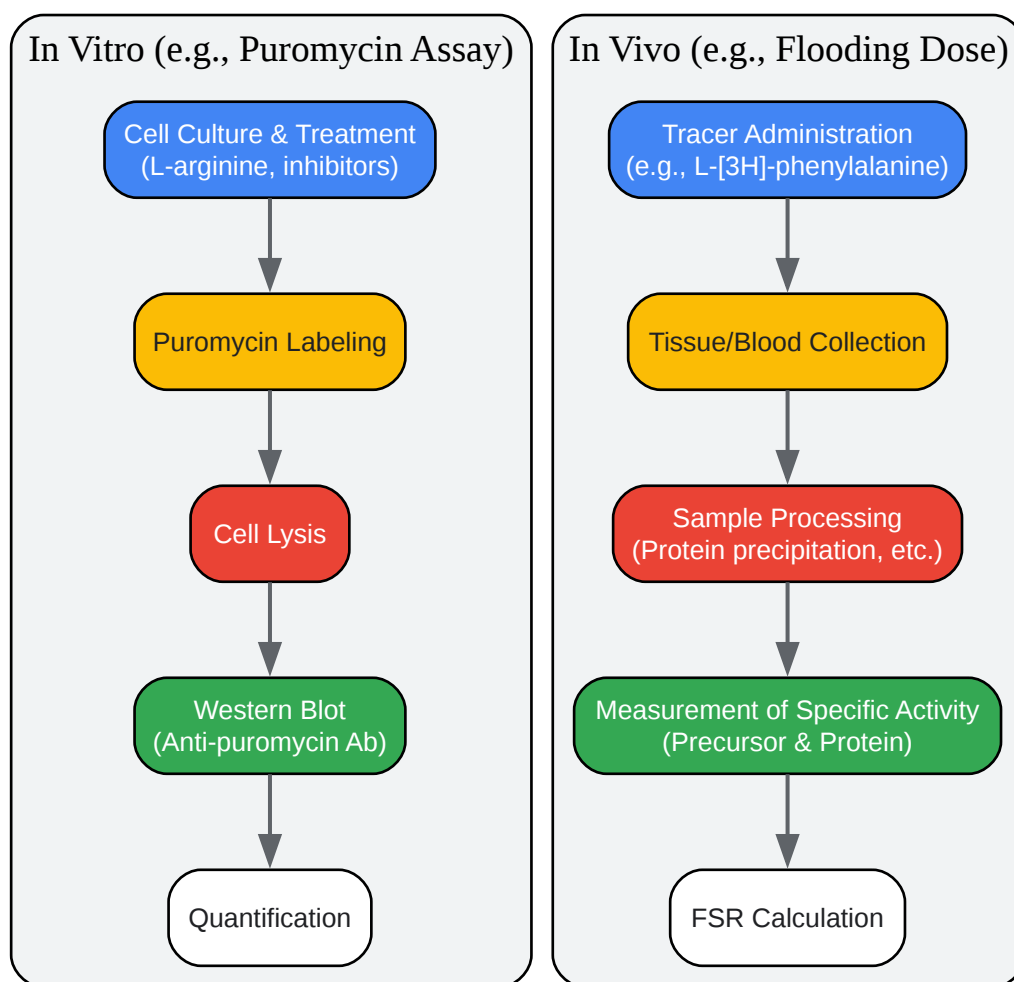 In Vitro (e.g., Puromycin Assay)
Cell Culture & Treatment
(L-arginine, inhibitors)
Puromycin Labeling
Cell Lysis
Western Blot
(Anti-puromycin Ab)
Quantification
In Vivo (e.g., Flooding Dose)
Tracer Administration
(e.g., L-[3H]-phenylalanine)
Tissue/Blood Collection
Sample Processing
(Protein precipitation, etc.)
Measurement of Specific Activity
(Precursor & Protein)
FSR Calculation